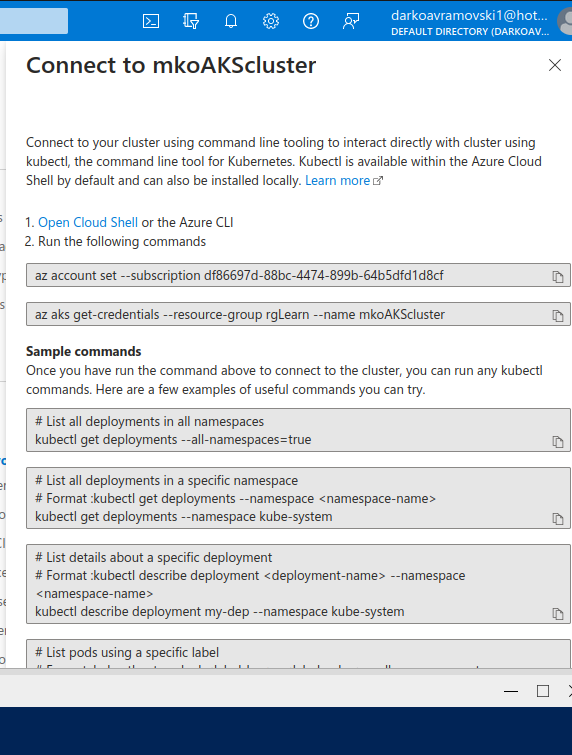 darkoavramovski1@hot...
DEFAULT DIRECTORY (DARKOAV...
Connect to mkoAKScluster
Connect to your cluster using command line tooling to interact directly with cluster using
kubectl, the command line tool for Kubernetes. Kubectl is available within the Azure Cloud
Shell by default and can also be installed locally. Learn more
1. Open Cloud Shell or the Azure CLI
2. Run the following commands
az account set --subscription df86697d-88bc-4474-899b-64b5dfd1d8cf
az aks get-credentials --resource-group rgLearn --name mkoAKScluster
Sample commands
Once you have run the command above to connect to the cluster, you can run any kubectl
commands. Here are a few examples of useful commands you can try.
# List all deployments in all namespaces
kubectl get deployments --all-namespaces=true
# List all deployments in a specific namespace
# Format :kubectl get deployments --namespace <namespace-name>
kubectl get deployments --namespace kube-system
# List details about a specific deployment
# Format :kubectl describe deployment <deployment-name> --namespace
<namespace-name>
kubectl describe deployment my-dep --namespace kube-system
# List pods using a specific label